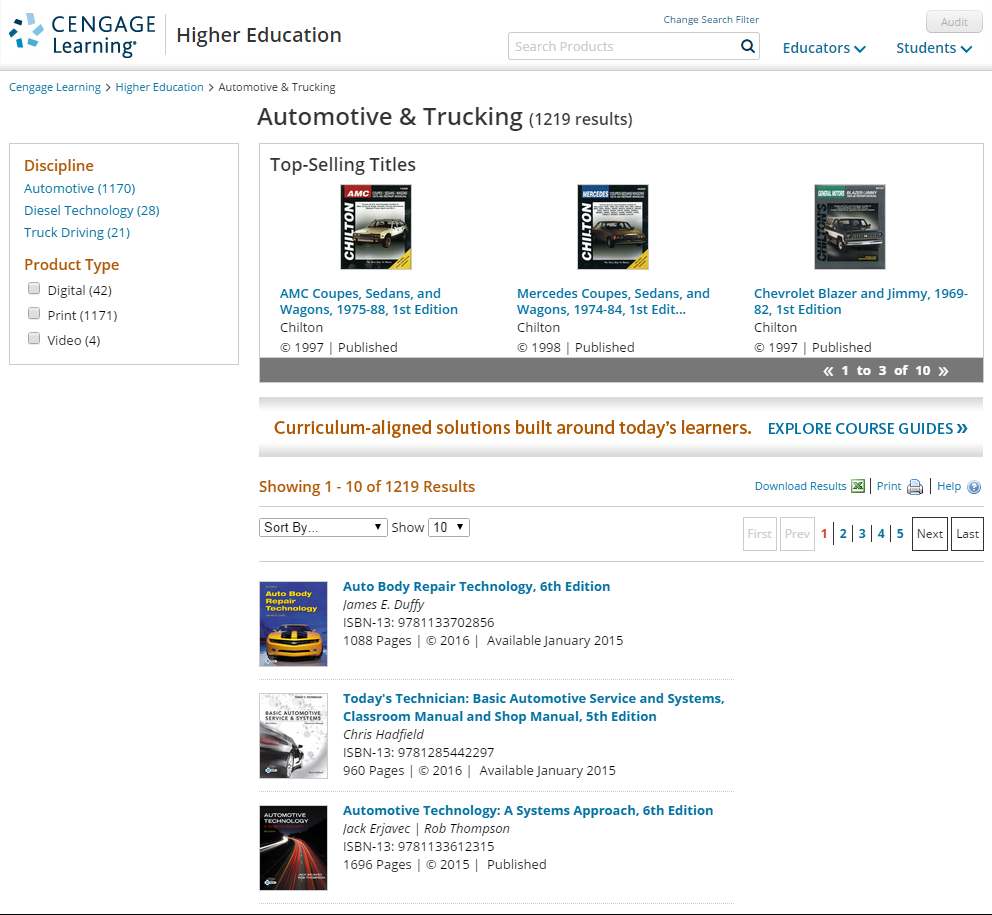 CENGAGE
Learning®
Higher Education
Change Search Filter
Search Products
Educators
Students
Audit
Cengage Learning > Higher Education > Automotive & Trucking
Automotive & Trucking (1219 results)
Discipline
Automotive (1170)
Diesel Technology (28)
Truck Driving (21)
Product Type
Digital (42)
Print (1171)
Video (4)
Top-Selling Titles
AMC
CHILTON
AMC Coupes, Sedans, and
Wagons, 1975-88, 1st Edition
Chilton
© 1997 | Published
MERCEDES
CHILTON
Mercedes Coupes, Sedans, and
Wagons, 1974-84, 1st Edit...
Chilton
© 1998 | Published
GENERAL MOTORS
CHILTON
Chevrolet Blazer and Jimmy, 1969-
82, 1st Edition
Chilton
© 1997 | Published
« 1 to 3 of 10 »
Curriculum-aligned solutions built around today's learners. EXPLORE COURSE GUIDES »
Showing 1 - 10 of 1219 Results
Download Results | Print | Help
Sort By... Show 10
First Prev 1 | 2 | 3 | 4 | 5 Next Last
Auto Body
Repair
Technology
Auto Body Repair Technology, 6th Edition
James E. Duffy
ISBN-13: 9781133702856
1088 Pages | © 2016 | Available January 2015
BASIC AUTOMOTIVE
SERVICE & SYSTEMS
Today's Technician: Basic Automotive Service and Systems,
Classroom Manual and Shop Manual, 5th Edition
Chris Hadfield
ISBN-13: 9781285442297
960 Pages | © 2016 | Available January 2015
AUTOMOTIVE
TECHNOLOGY
Automotive Technology: A Systems Approach, 6th Edition
Jack Erjavec | Rob Thompson
ISBN-13: 9781133612315
1696 Pages | © 2015 | Published